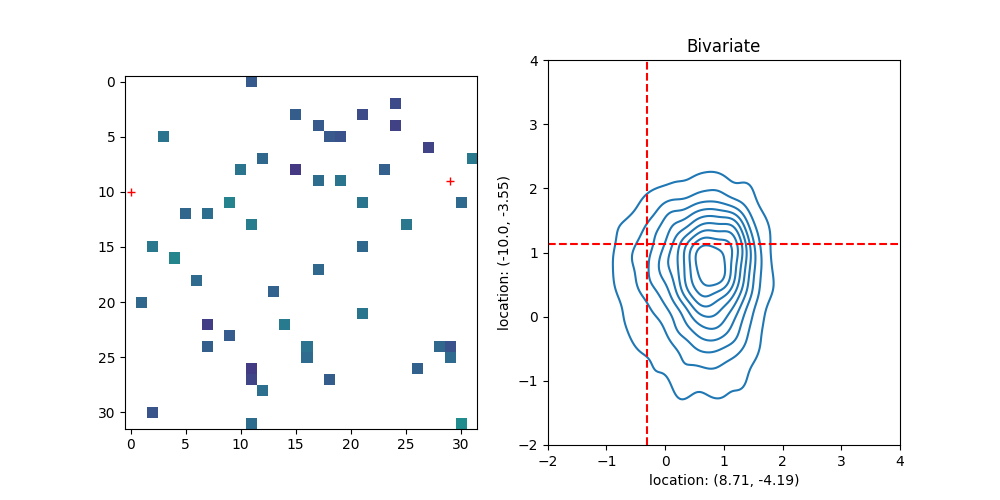 Bivariate
0
5
10
15
20
25
30
0 5 10 15 20 25 30
location: (-10.0, -3.55)
4
3
2
1
0
−1
−2
−2 −1 0 1 2 3 4
location: (8.71, -4.19)